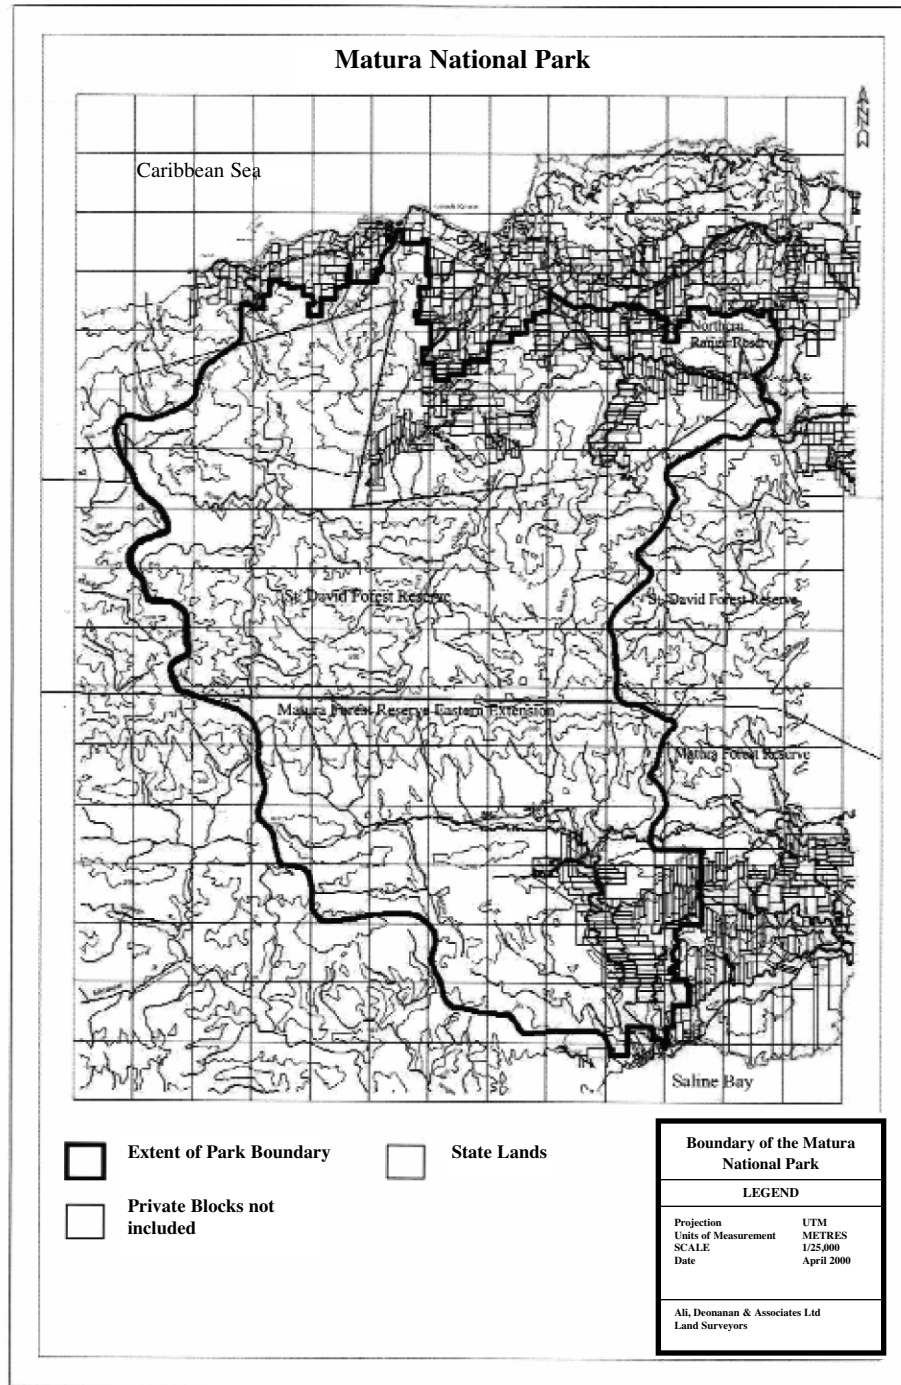 Matura National Park
Caribbean Sea
Northern
Range Reserve
St. David Forest Reserve
St. David Forest Reserve
Matura Forest Reserve Eastern Extension
Matura Forest Reserve
Saline Bay
Extent of Park Boundary
State Lands
Private Blocks not
included
Boundary of the Matura
National Park
LEGEND
Projection UTM
Units of Measurement METRES
SCALE 1/25,000
Date April 2000
Ali, Deonanan & Associates Ltd
Land Surveyors